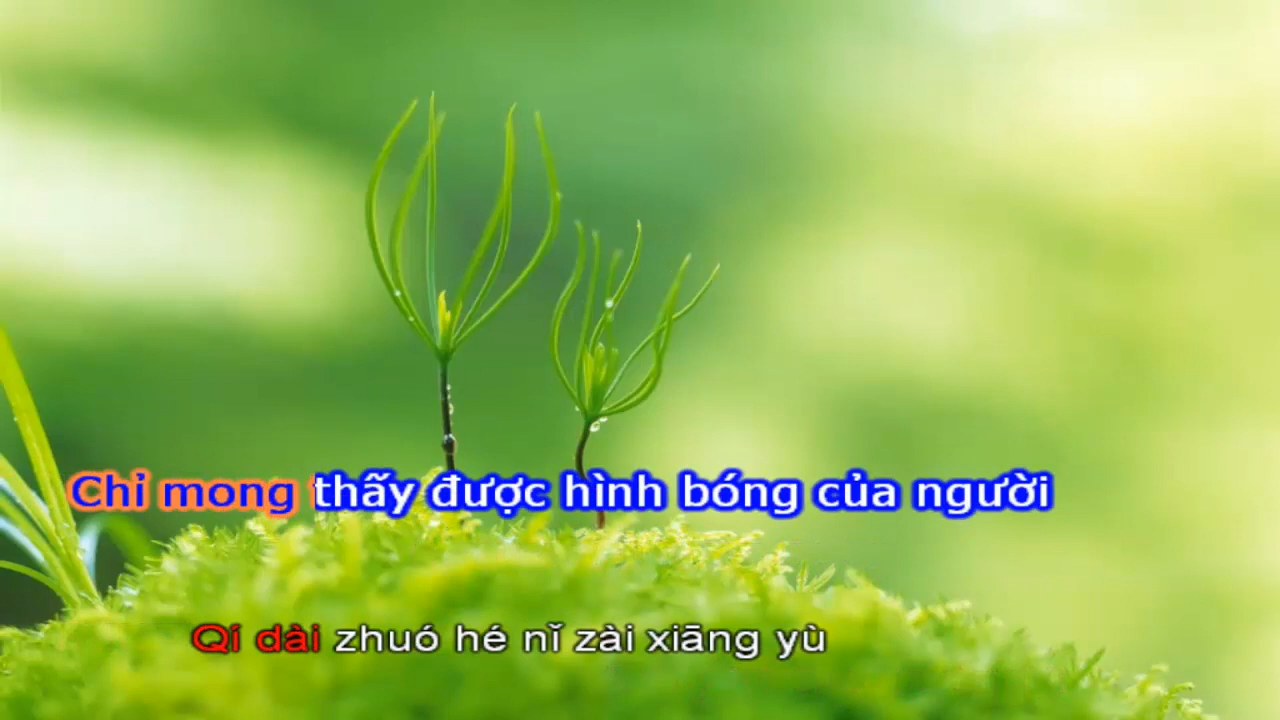 Chỉ mong thấy được hình bóng của người
Qí dài zhuó hé nǐ zài xiāng yù